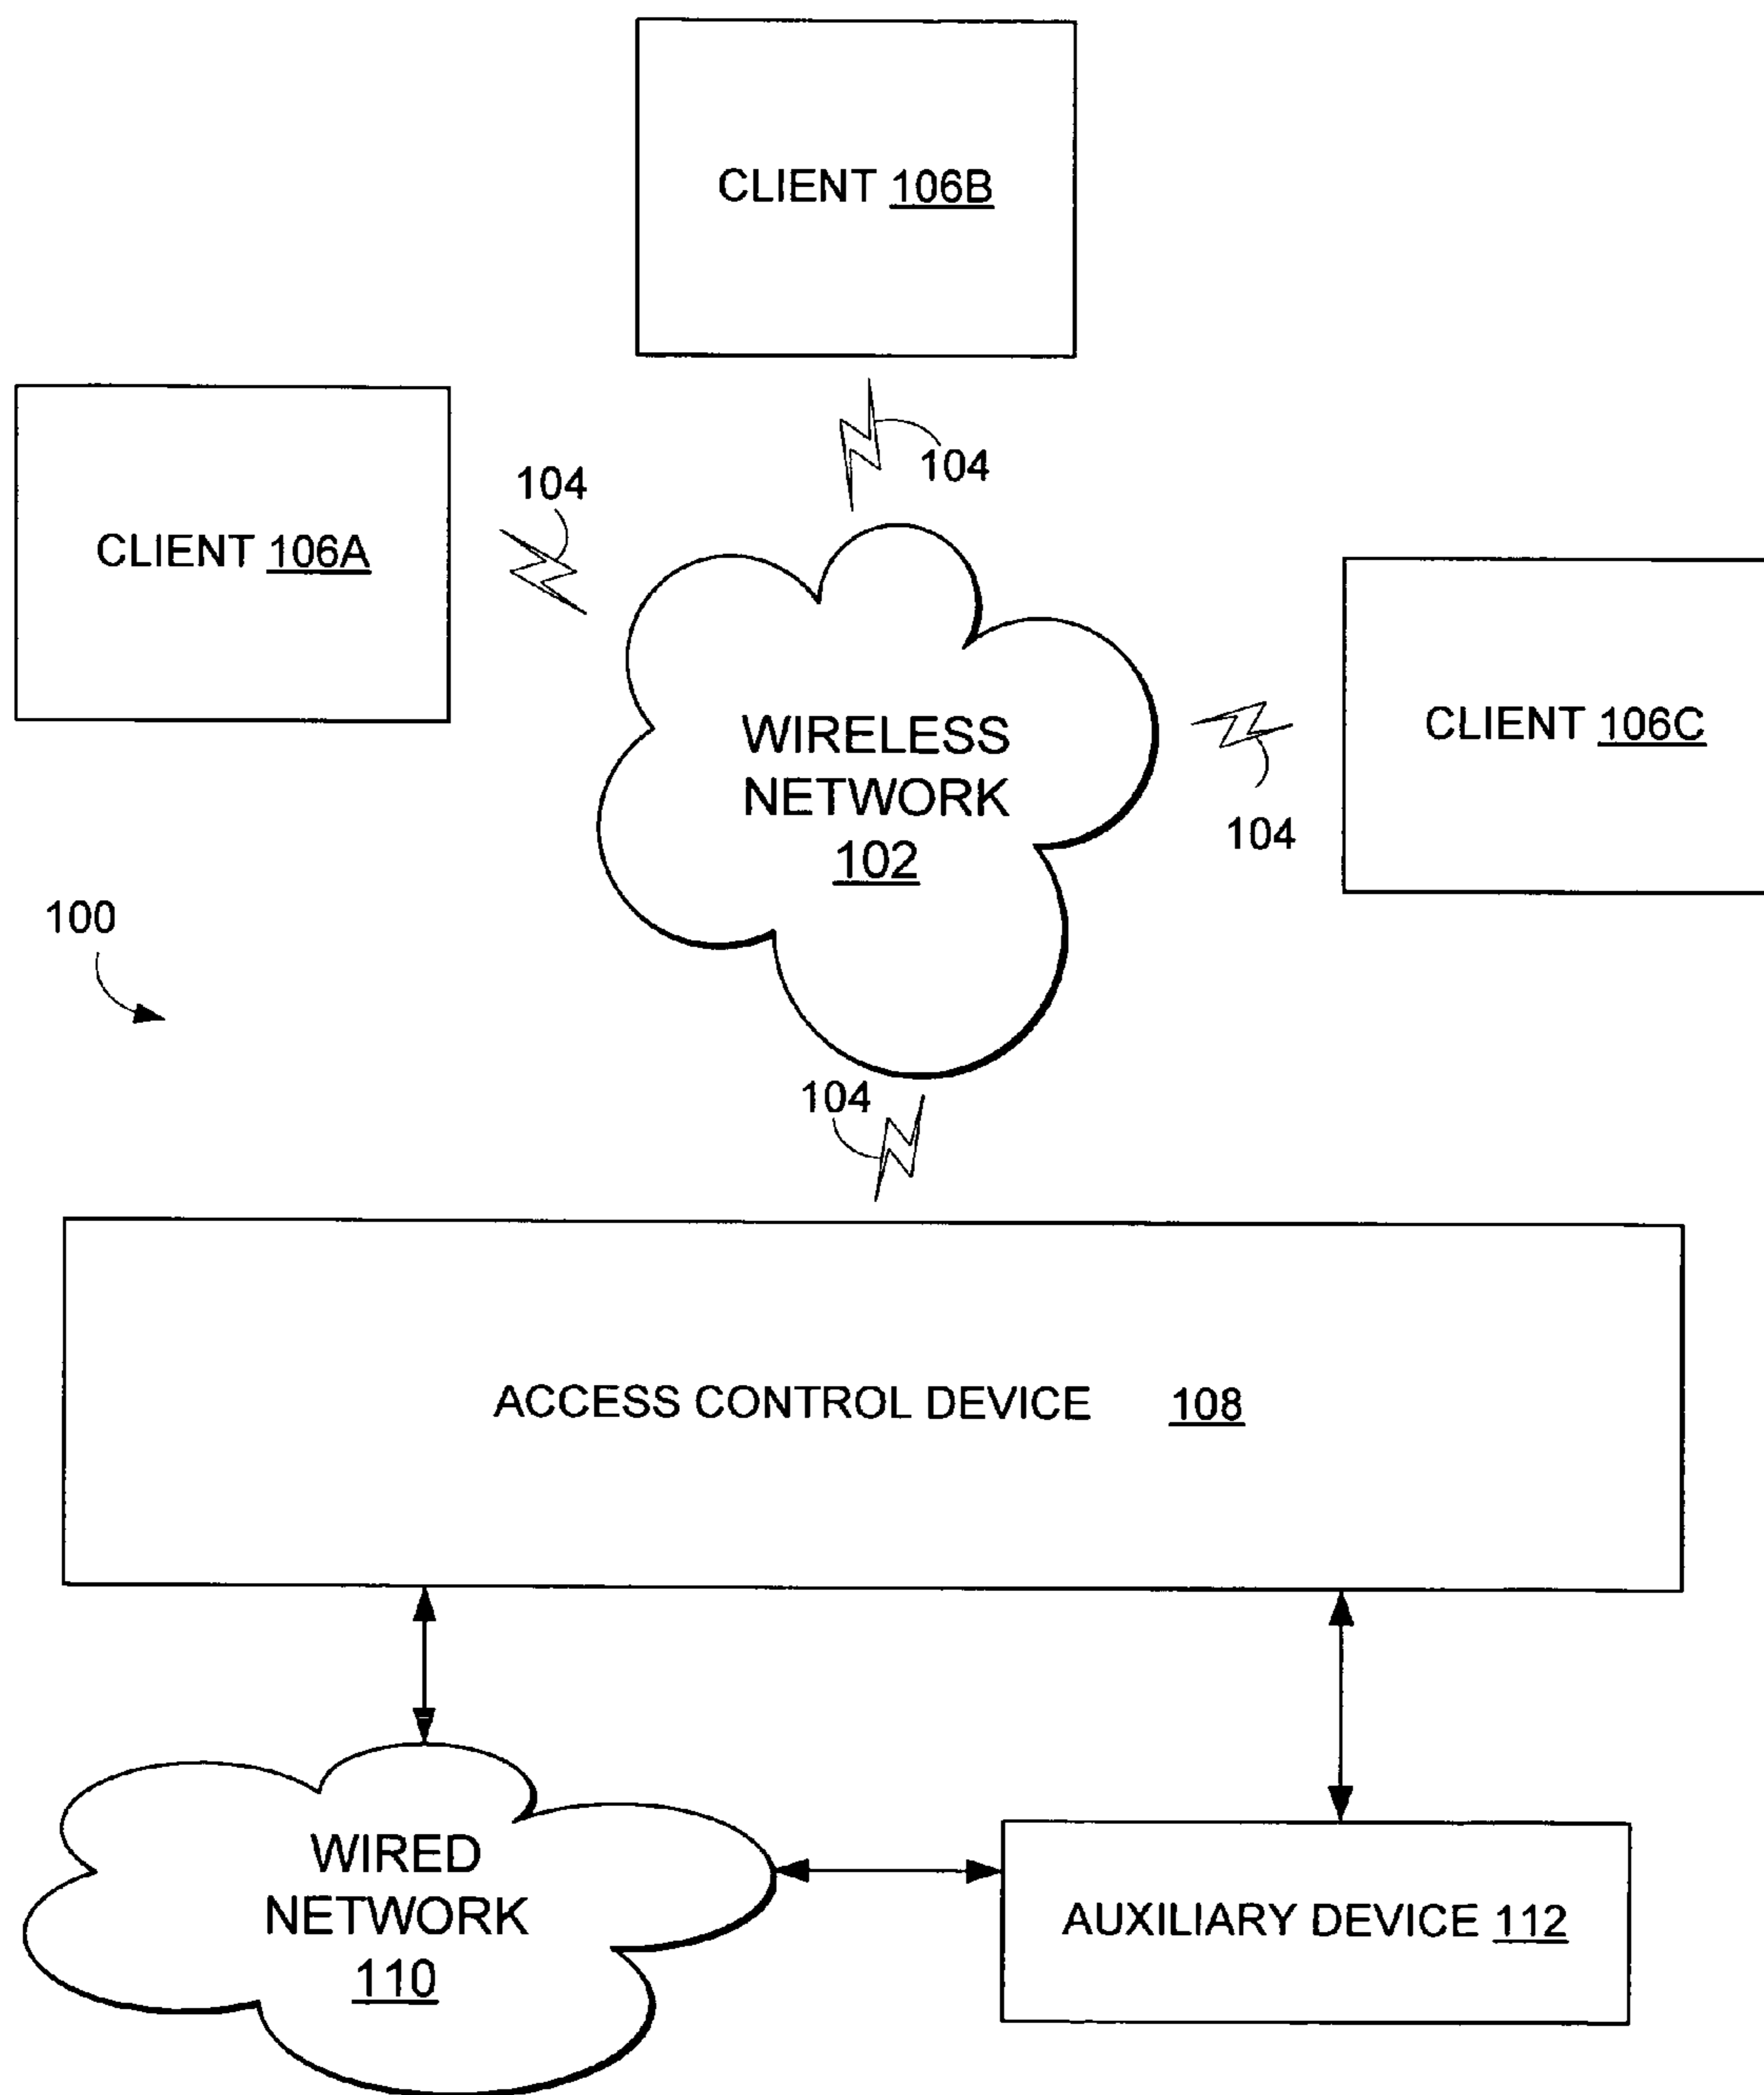 CLIENT 106B
104
104
CLIENT 106A
CLIENT 106C
WIRELESS
NETWORK
102
104
100
104
ACCESS CONTROL DEVICE 108
WIRED
NETWORK
110
AUXILIARY DEVICE 112